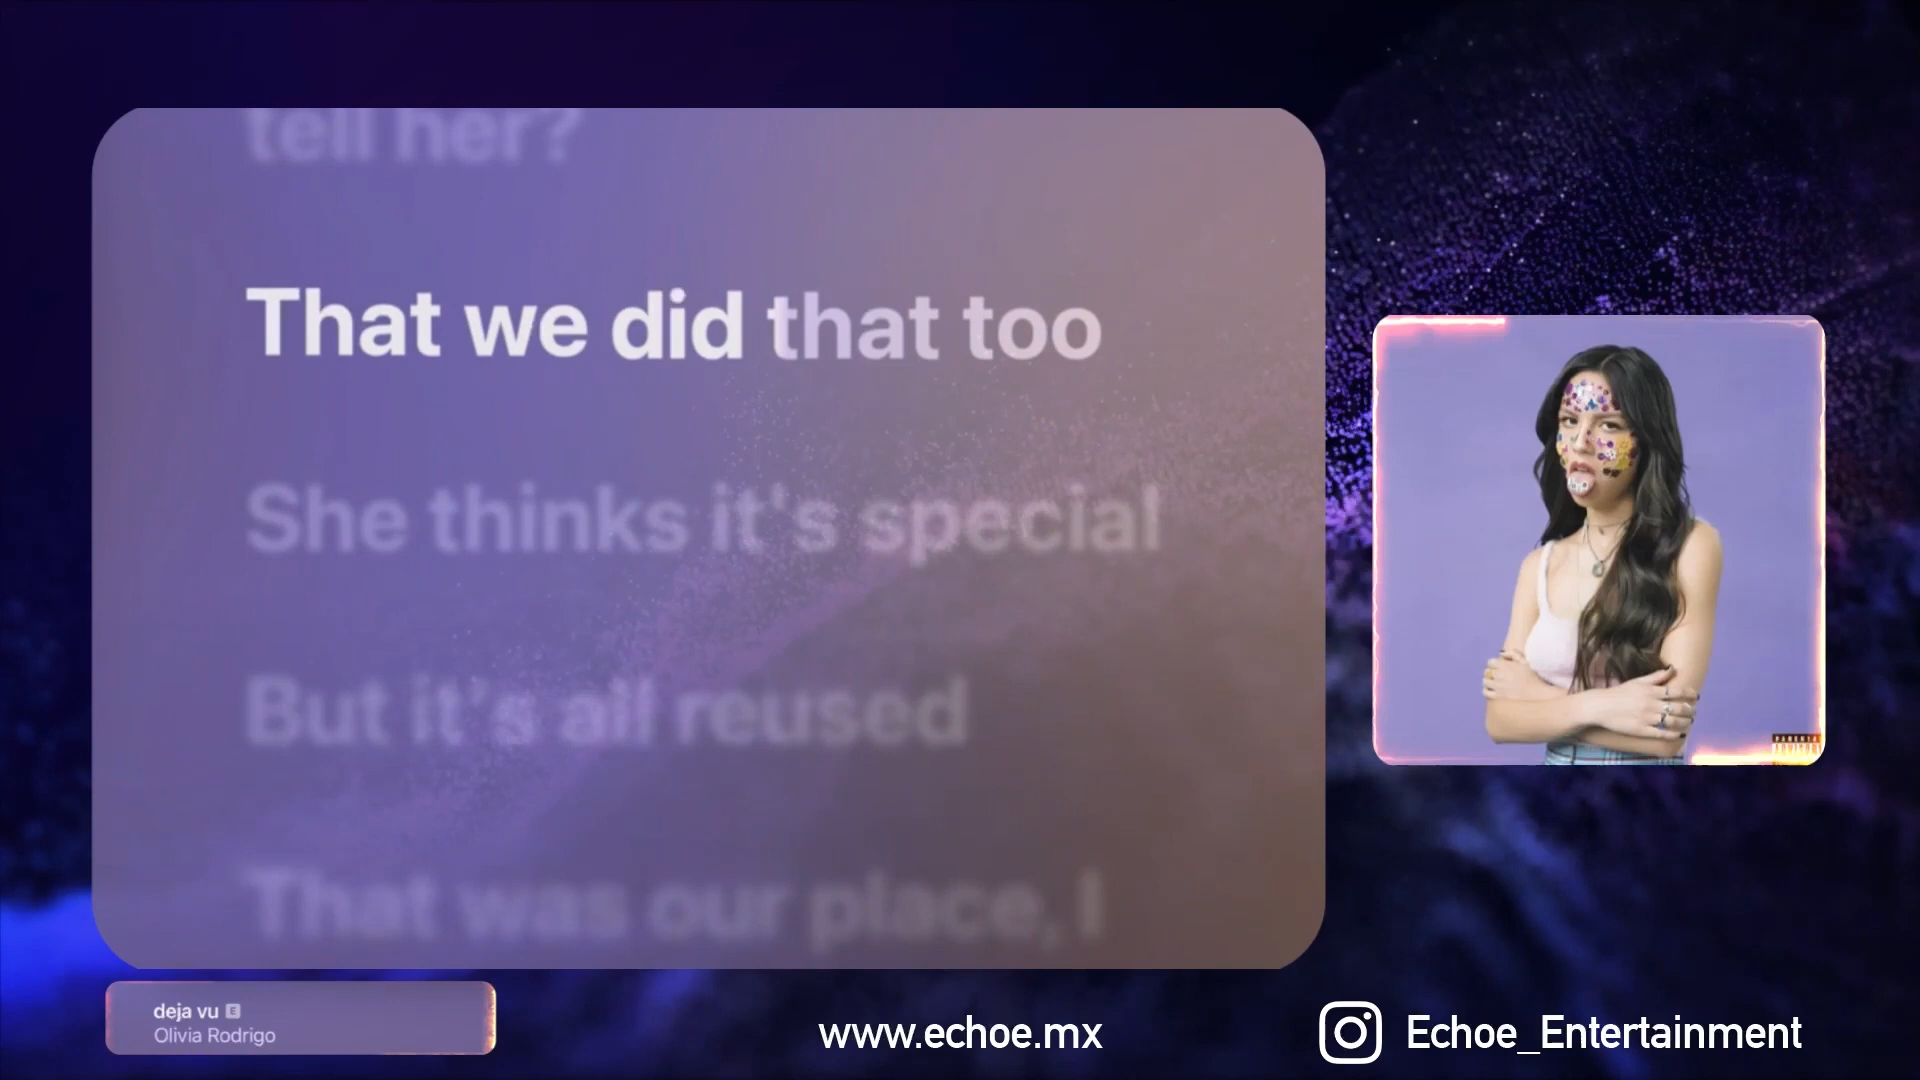 tell her?
That we did that too
She thinks it's special
But it's all reused
That was our place, I
deja vu E
Olivia Rodrigo
www.echoe.mx
Echoe_Entertainment